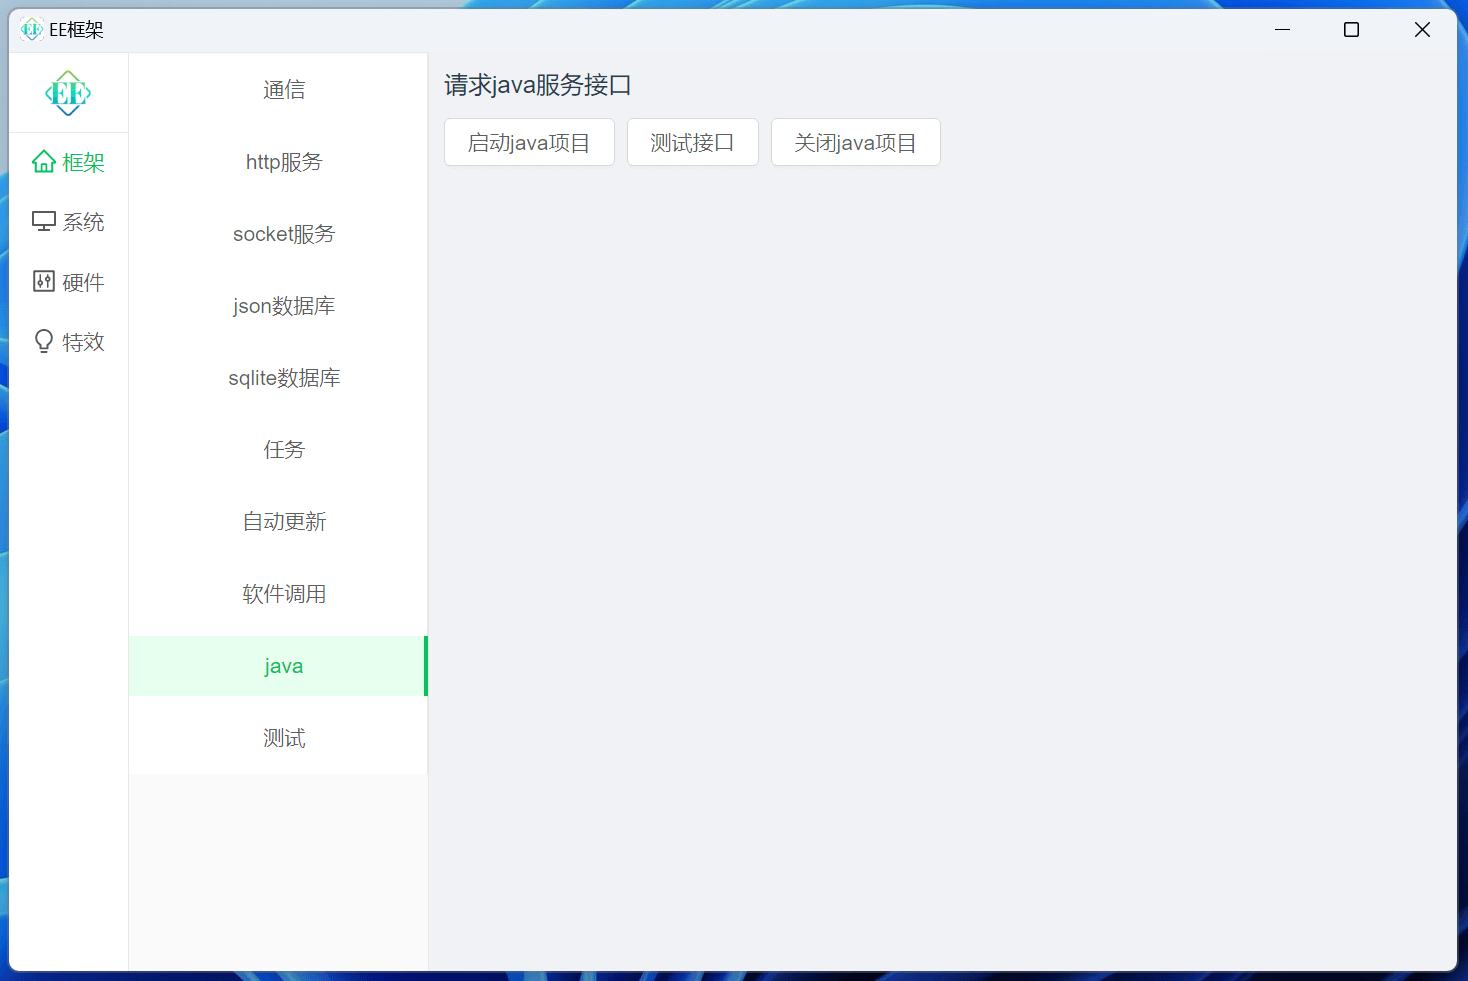 EE框架
EE
框架
系统
硬件
特效
通信
http服务
socket服务
json数据库
sqlite数据库
任务
自动更新
软件调用
java
测试
请求java服务接口
启动java项目 测试接口 关闭java项目